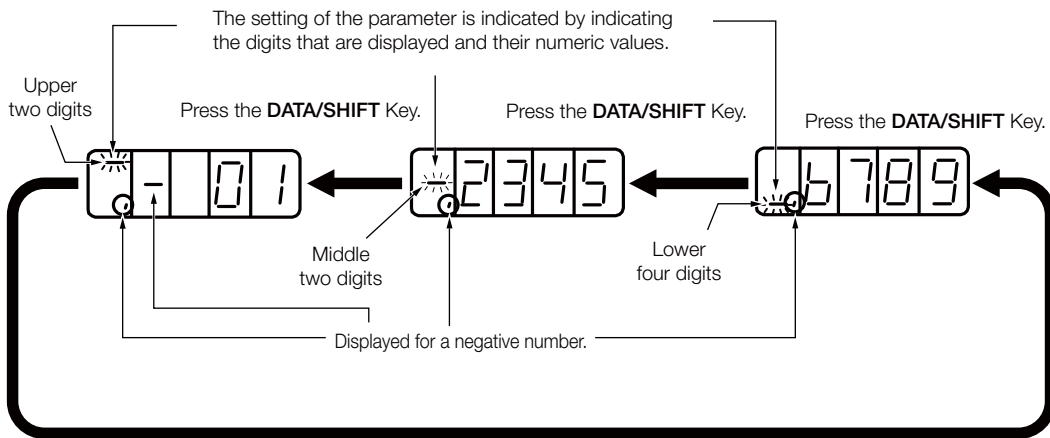 The setting of the parameter is indicated by indicating
the digits that are displayed and their numeric values.
Upper
two digits
Press the DATA/SHIFT Key.
Press the DATA/SHIFT Key.
Press the DATA/SHIFT Key.
- 01
2345
6789
Middle
two digits
Lower
four digits
Displayed for a negative number.